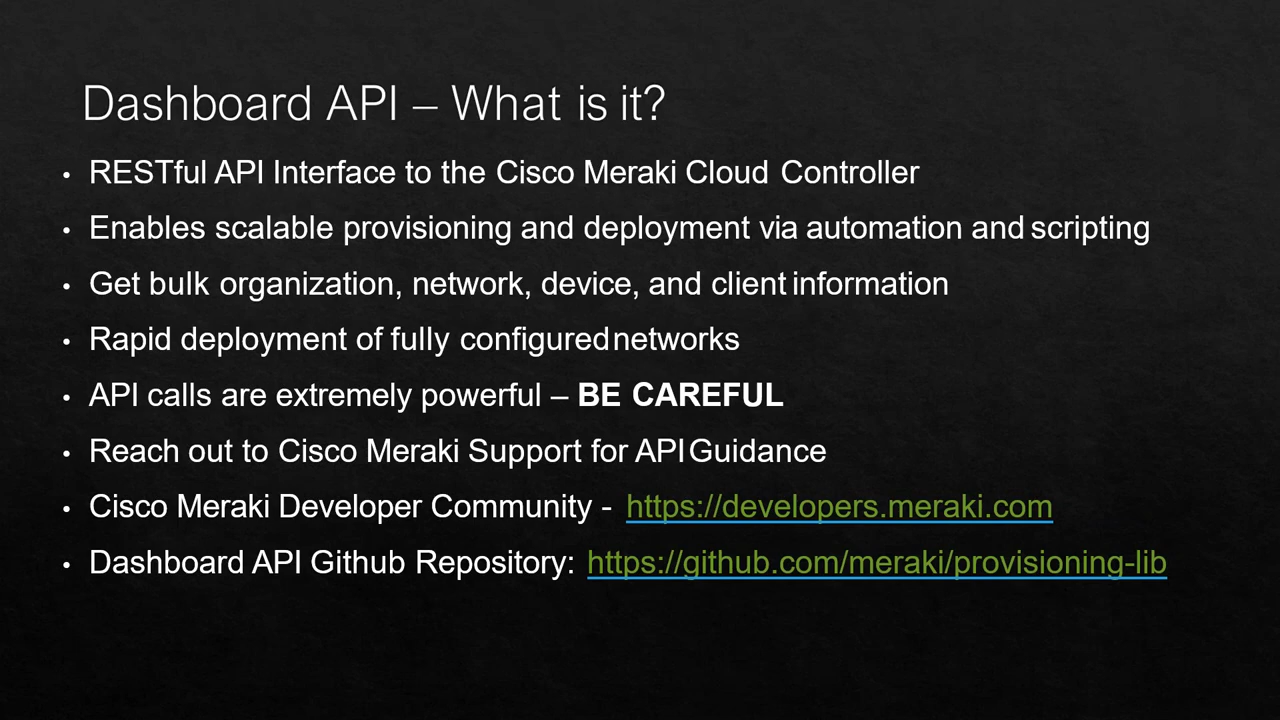 Dashboard API – What is it?
• RESTful API Interface to the Cisco Meraki Cloud Controller
• Enables scalable provisioning and deployment via automation and scripting
• Get bulk organization, network, device, and client information
• Rapid deployment of fully configured networks
• API calls are extremely powerful – BE CAREFUL
• Reach out to Cisco Meraki Support for API Guidance
• Cisco Meraki Developer Community - https://developers.meraki.com
• Dashboard API Github Repository: https://github.com/meraki/provisioning-lib